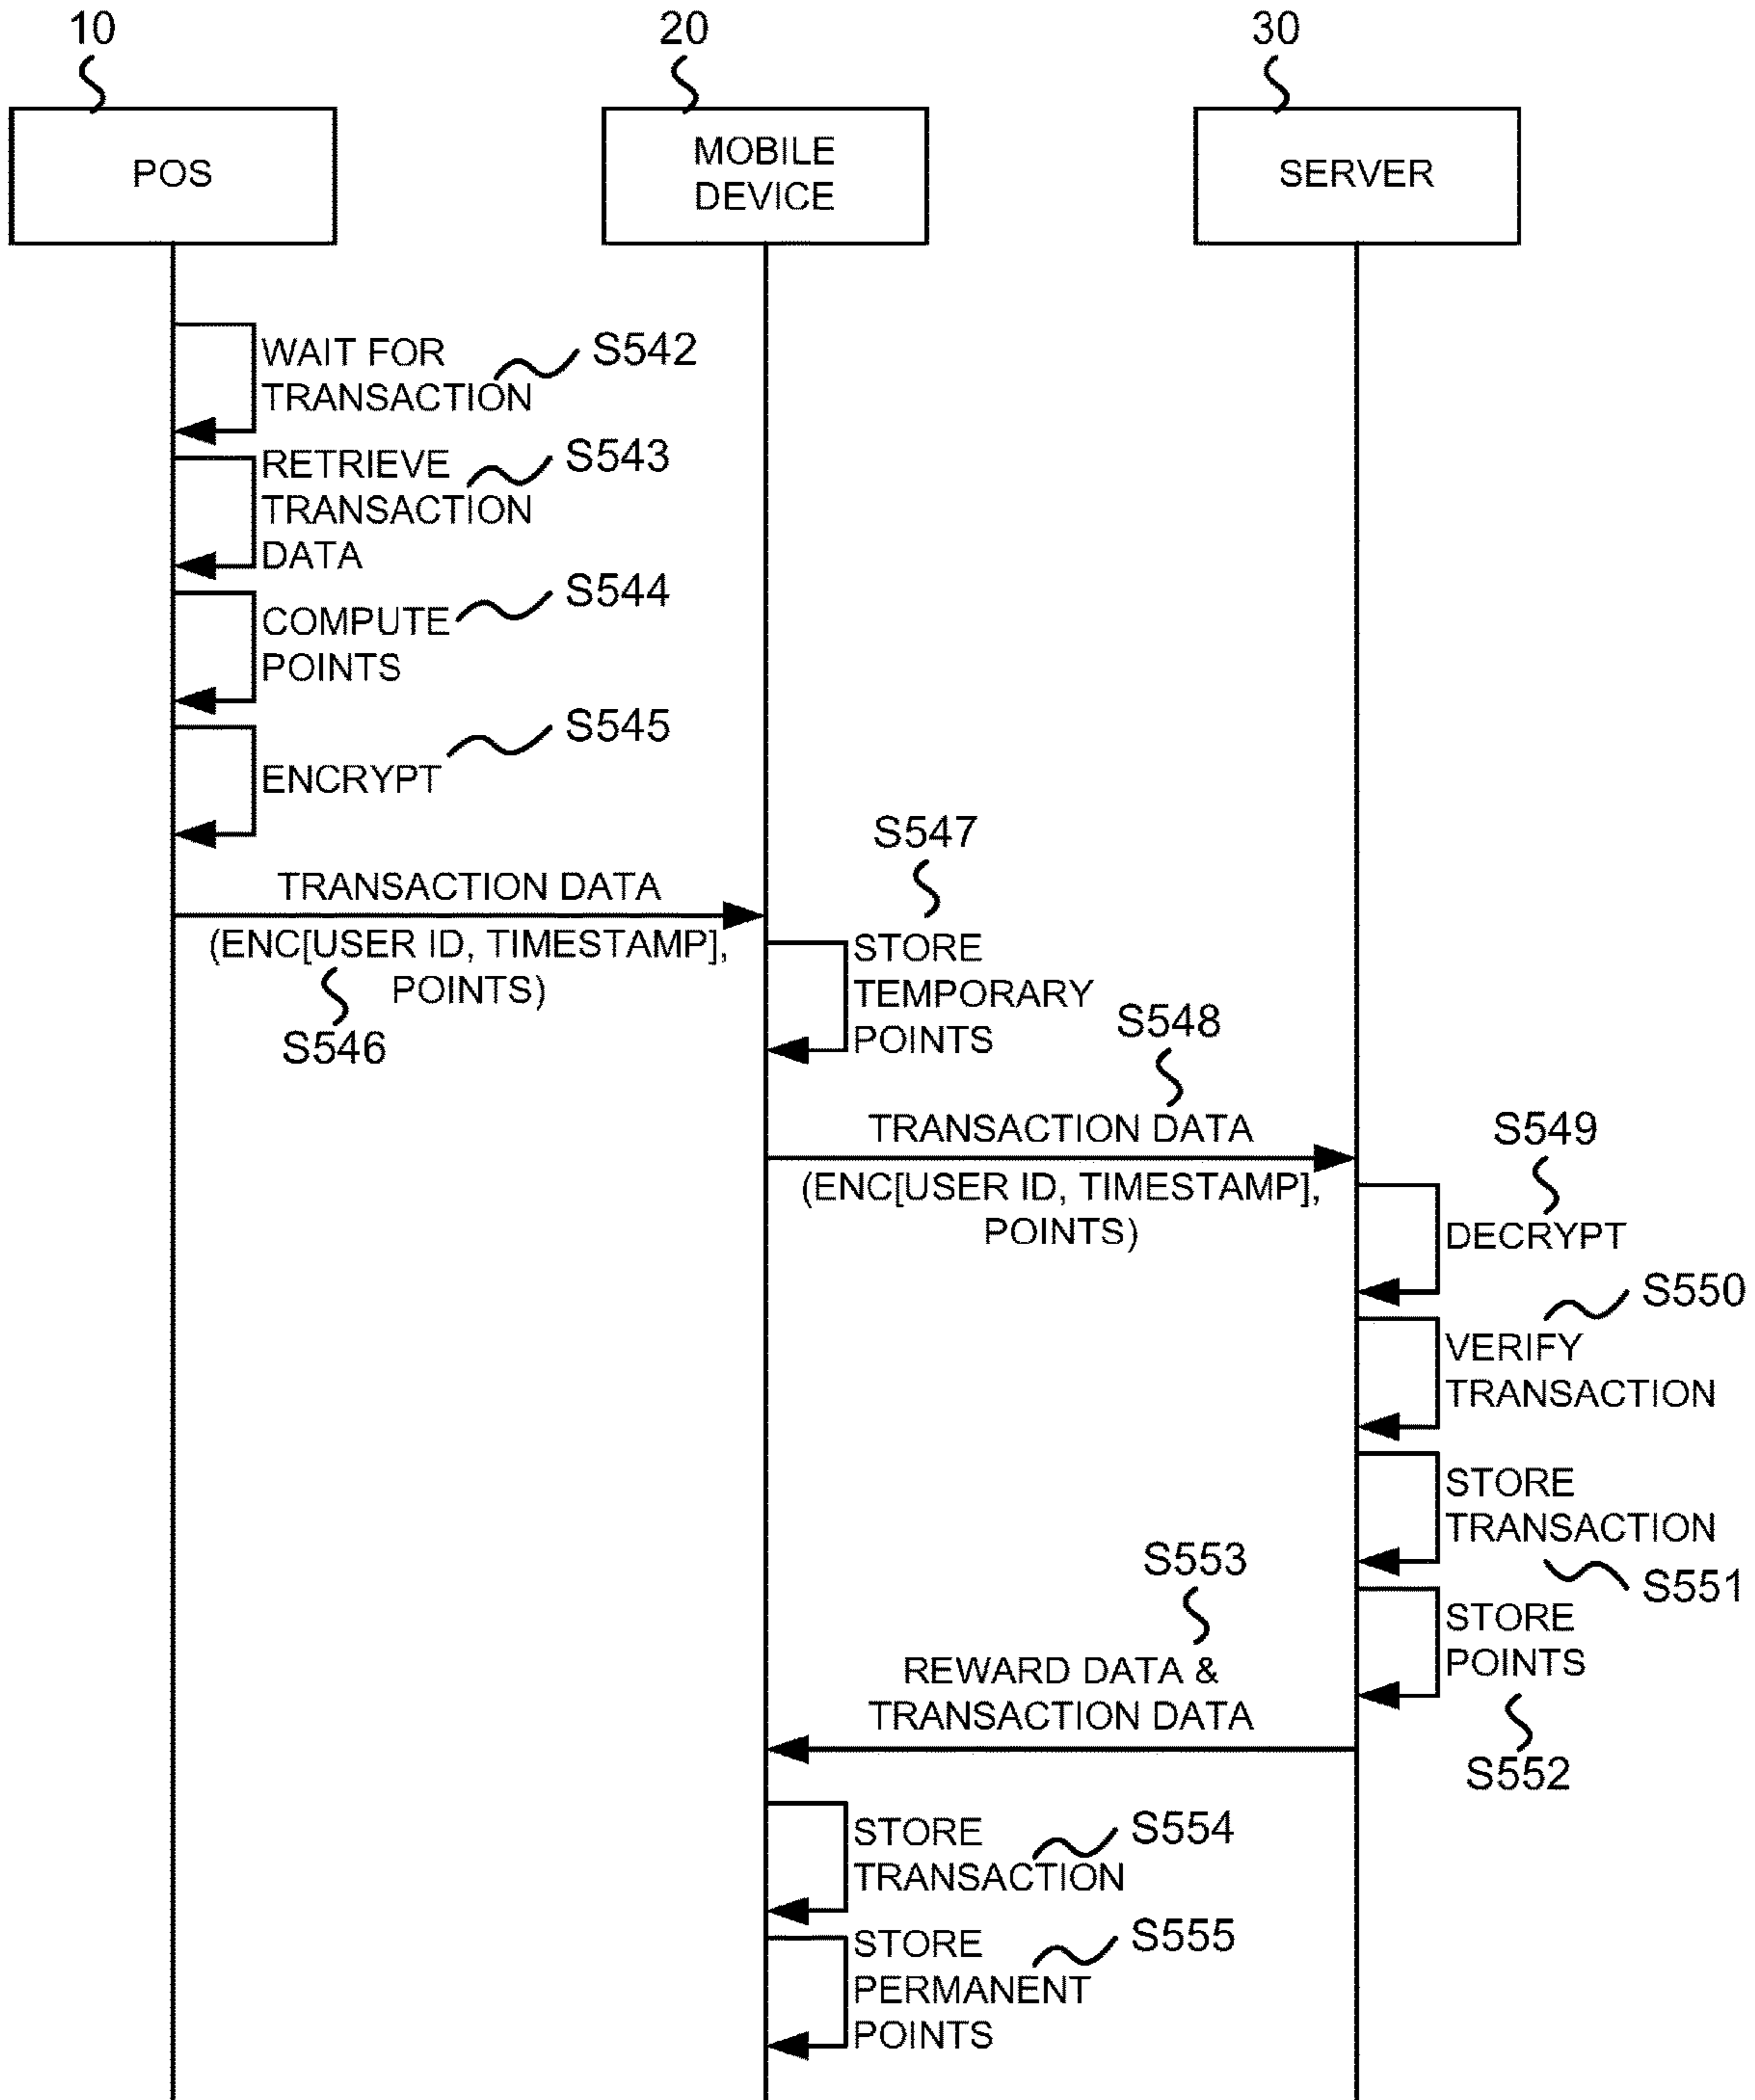 10
20
30
POS
MOBILE
DEVICE
SERVER
WAIT FOR
TRANSACTION
S542
RETRIEVE
TRANSACTION
DATA
S543
COMPUTE
POINTS
S544
ENCRYPT
S545
TRANSACTION DATA
(ENC[USER ID, TIMESTAMP],
POINTS)
S546
S547
STORE
TEMPORARY
POINTS
S548
TRANSACTION DATA
(ENC[USER ID, TIMESTAMP],
POINTS)
S549
DECRYPT
S550
VERIFY
TRANSACTION
STORE
TRANSACTION
S551
STORE
POINTS
S552
S553
REWARD DATA &
TRANSACTION DATA
STORE
TRANSACTION
S554
STORE
PERMANENT
POINTS
S555